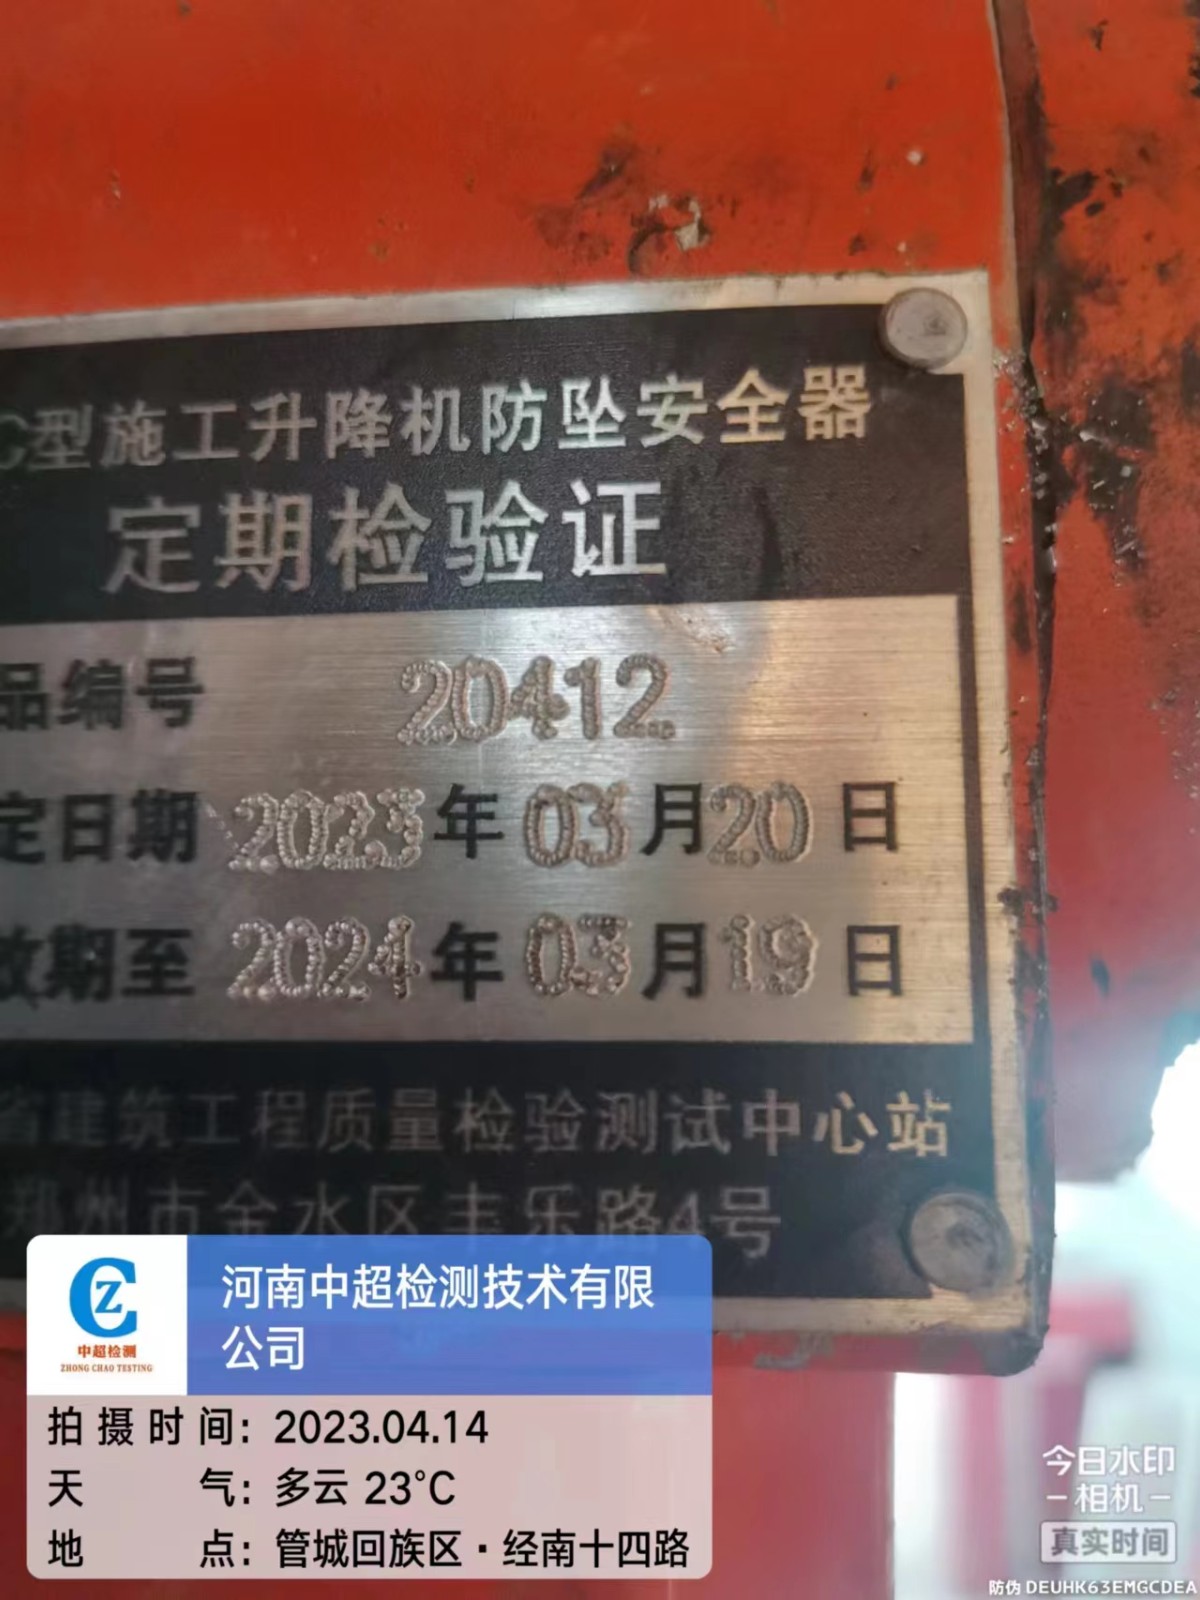 C型施工升降机防坠安全器
定期检验证
品编号 20412
定日期 2023年03月20日
效期至 2024年03月19日
省建筑工程质量检验测试中心站
郑州市金水区丰乐路4号
CZ
中超检测
ZHONG CHAO TESTING
河南中超检测技术有限
公司
拍摄时间: 2023.04.14
天气: 多云 23°C
地点: 管城回族区·经南十四路
今日水印
-相机-
真实时间
防伪 DEUHK63EMGCDEA